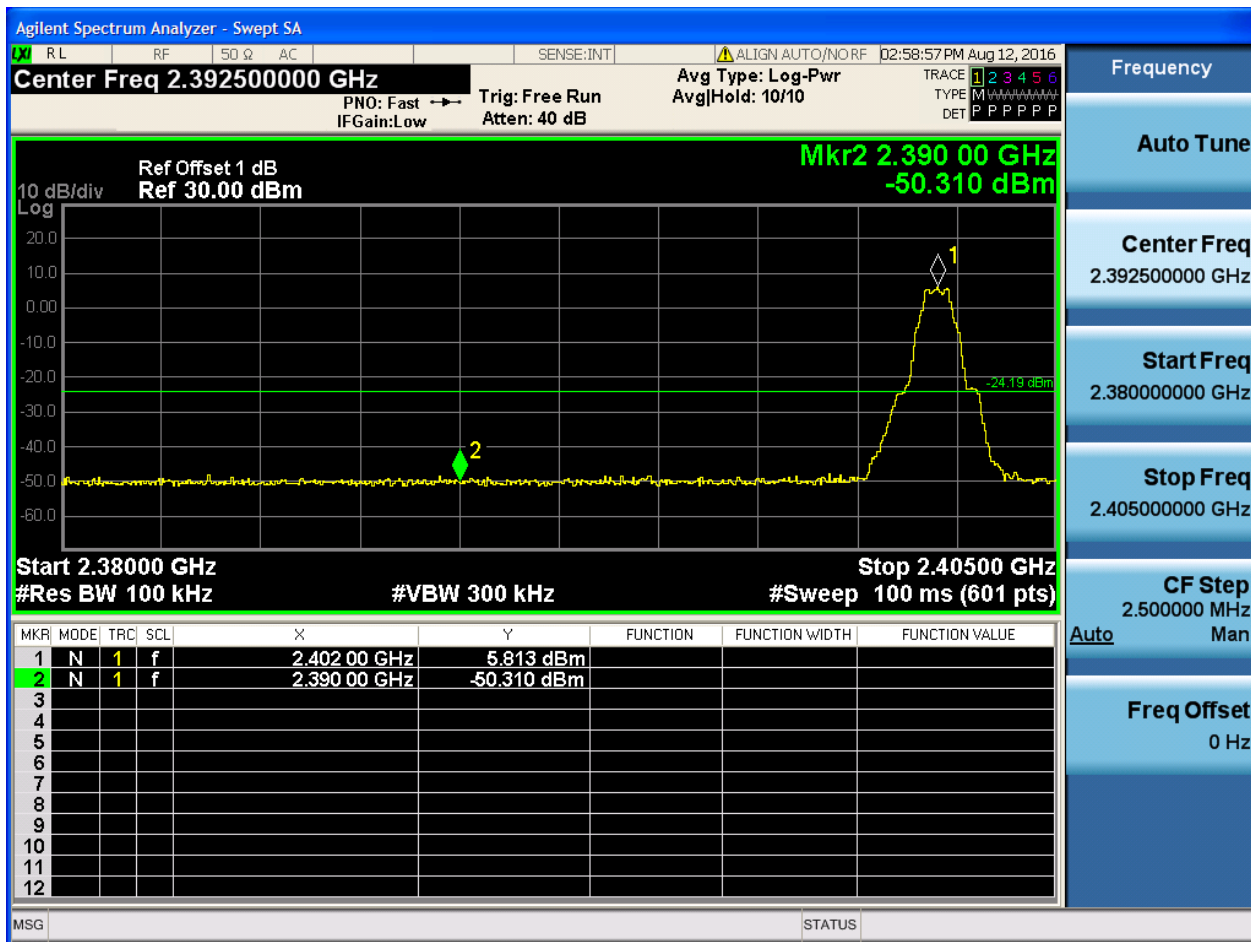 Agilent Spectrum Analyzer - Swept SA
LXI RL RF 50 Ω AC SENSE:INT ALIGN AUTO/NO RF 02:58:57 PM Aug 12, 2016
Center Freq 2.392500000 GHz
PNO: Fast
IFGain:Low
Trig: Free Run
Atten: 40 dB
Avg Type: Log-Pwr
Avg|Hold: 10/10
TRACE 1 2 3 4 5 6
TYPE M W W W W W
DET P P P P P P
Mkr2 2.390 00 GHz
-50.310 dBm
Ref Offset 1 dB
10 dB/div Ref 30.00 dBm
Log
20.0
10.0
0.00
-10.0
-20.0
-30.0
-40.0
-50.0
-60.0
1
-24.19 dBm
2
Start 2.38000 GHz Stop 2.40500 GHz
#Res BW 100 kHz #VBW 300 kHz #Sweep 100 ms (601 pts)
MKR MODE TRC SCL X Y FUNCTION FUNCTION WIDTH FUNCTION VALUE
1 N 1 f 2.402 00 GHz 5.813 dBm
2 N 1 f 2.390 00 GHz -50.310 dBm
3
4
5
6
7
8
9
10
11
12
MSG STATUS
Frequency
Auto Tune
Center Freq
2.392500000 GHz
Start Freq
2.380000000 GHz
Stop Freq
2.405000000 GHz
CF Step
2.500000 MHz
Auto Man
Freq Offset
0 Hz